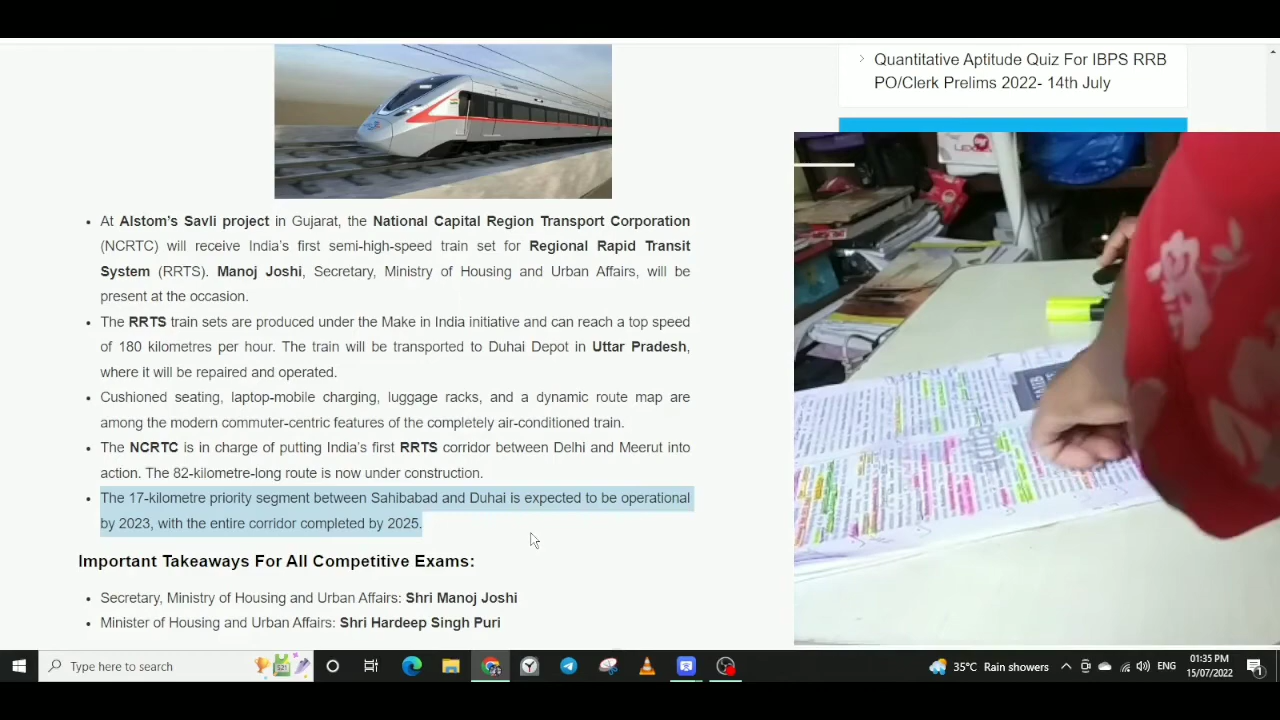 Quantitative Aptitude Quiz For IBPS RRB
PO/Clerk Prelims 2022- 14th July
LEX
At Alstom's Savli project in Gujarat, the National Capital Region Transport Corporation
(NCRTC) will receive India's first semi-high-speed train set for Regional Rapid Transit
System (RRTS). Manoj Joshi, Secretary, Ministry of Housing and Urban Affairs, will be
present at the occasion.
The RRTS train sets are produced under the Make in India initiative and can reach a top speed
of 180 kilometres per hour. The train will be transported to Duhai Depot in Uttar Pradesh,
where it will be repaired and operated.
Cushioned seating, laptop-mobile charging, luggage racks, and a dynamic route map are
among the modern commuter-centric features of the completely air-conditioned train.
The NCRTC is in charge of putting India's first RRTS corridor between Delhi and Meerut into
action. The 82-kilometre-long route is now under construction.
The 17-kilometre priority segment between Sahibabad and Duhai is expected to be operational
by 2023, with the entire corridor completed by 2025.
Important Takeaways For All Competitive Exams:
Secretary, Ministry of Housing and Urban Affairs: Shri Manoj Joshi
Minister of Housing and Urban Affairs: Shri Hardeep Singh Puri
Type here to search
35°C Rain showers
ENG
01:35 PM
15/07/2022
1